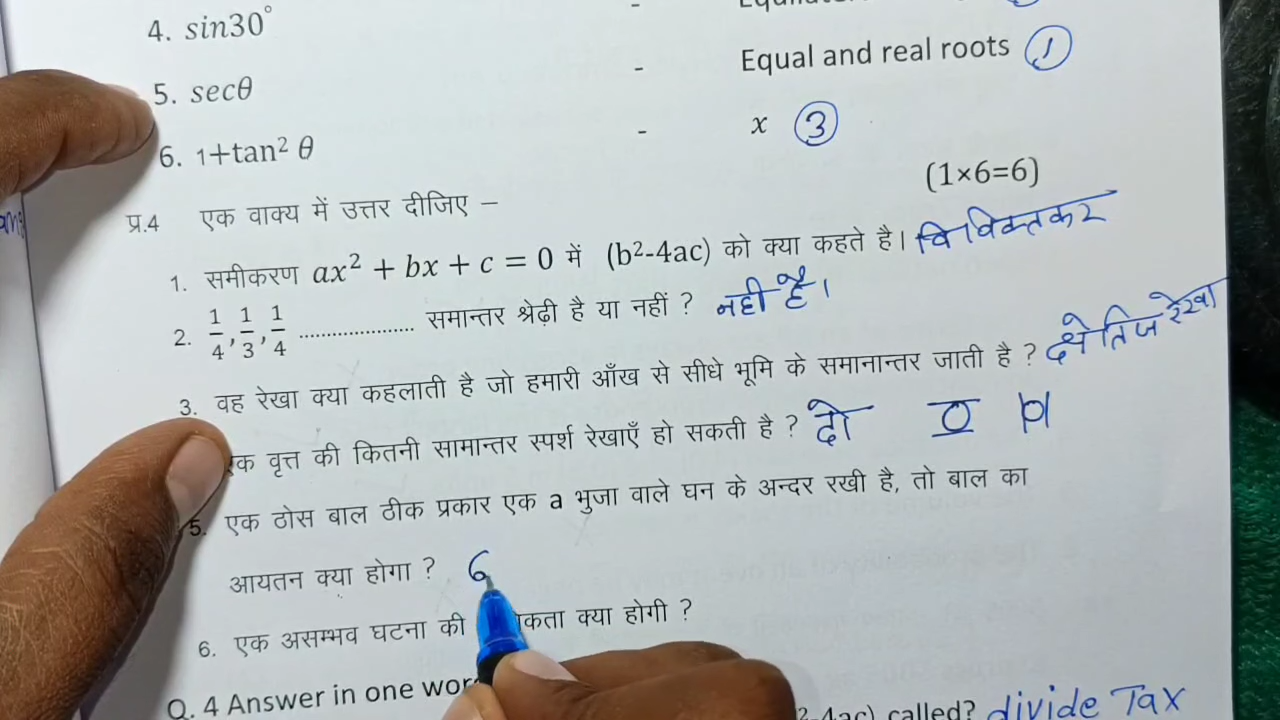 4. sin30° -
Equal and real roots ①
5. secθ -
x ③
6. 1+tan² θ -
(1×6=6)
प्र.4 एक वाक्य में उत्तर दीजिए –
1. समीकरण ax² + bx + c = 0 में (b²-4ac) को क्या कहते है। विविक्तकर
2. 1/4, 1/3, 1/4 .................... समान्तर श्रेढ़ी है या नहीं ? नही है।
3. वह रेखा क्या कहलाती है जो हमारी आँख से सीधे भूमि के समानान्तर जाती है ? क्षेतिज रेखा
एक वृत्त की कितनी सामान्तर स्पर्श रेखाएँ हो सकती है ? दो
5. एक ठोस बाल ठीक प्रकार एक a भुजा वाले घन के अन्दर रखी है, तो बाल का
आयतन क्या होगा ? 6
6. एक असम्भव घटना की कता क्या होगी ?
Q. 4 Answer in one wor ²-4ac) called? divide Tax